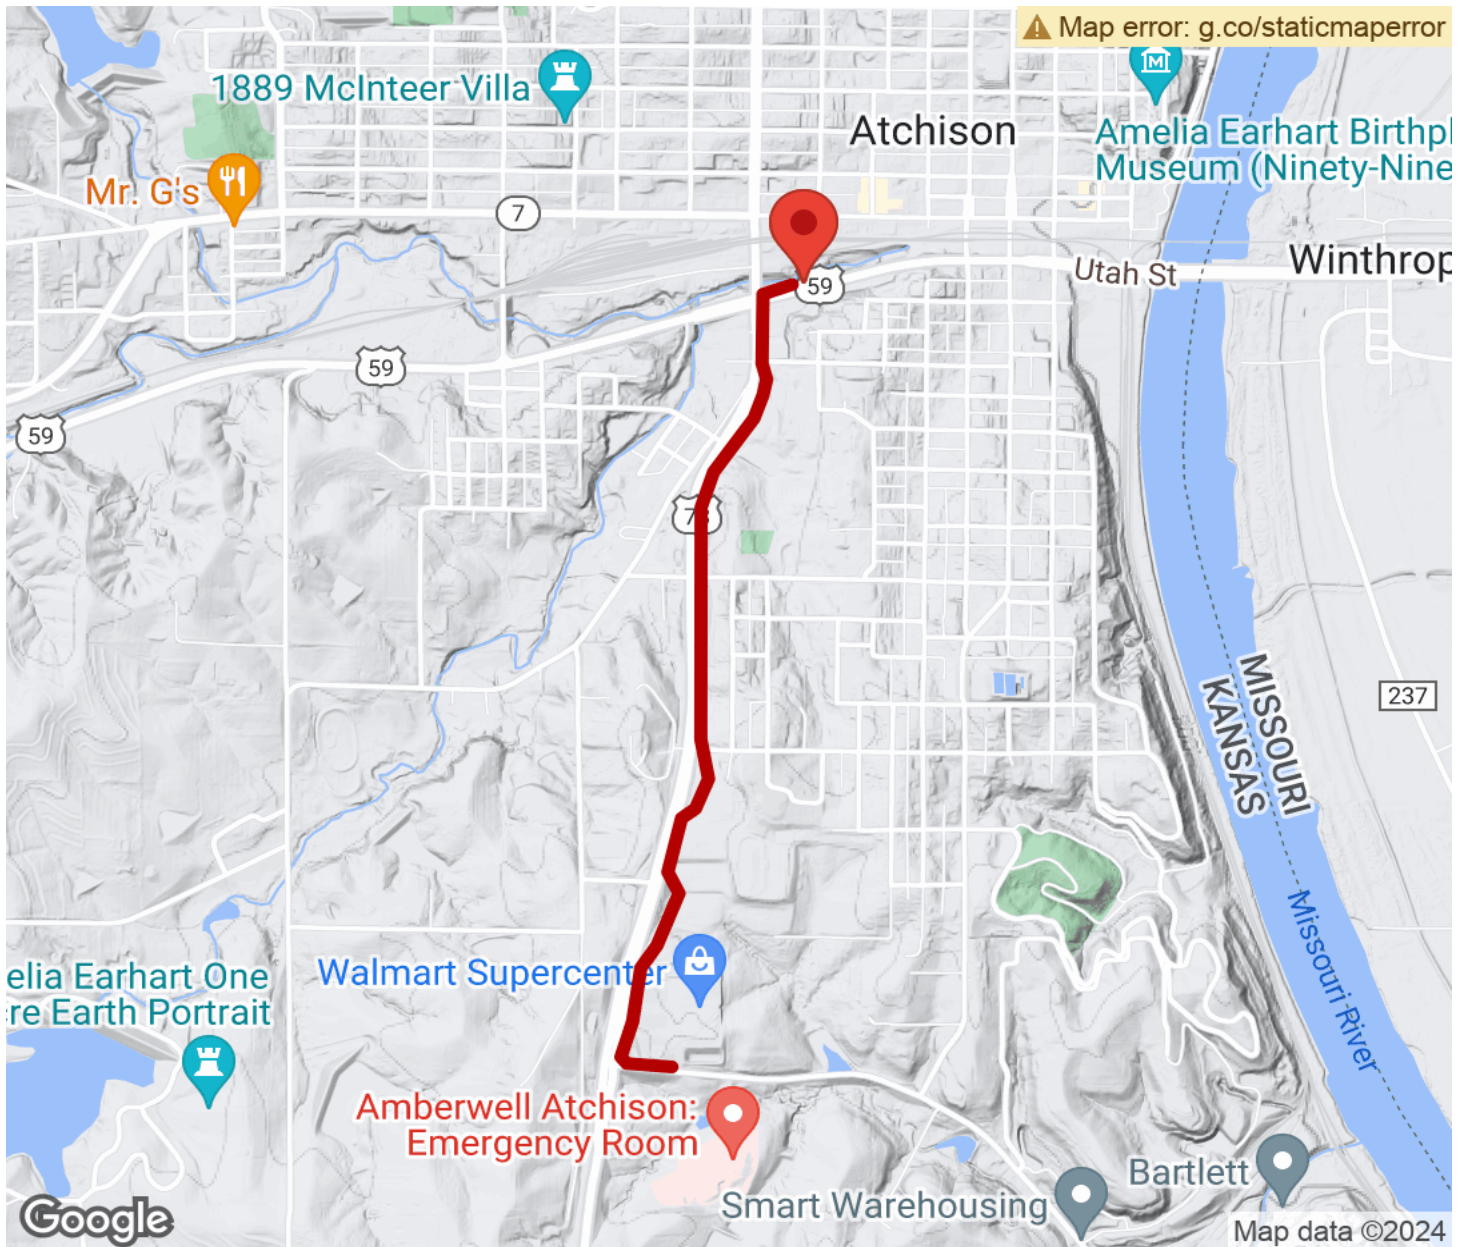 Map error: g.co/staticmaperror
1889 McInteer Villa
Atchison
Amelia Earhart Birthpl
Museum (Ninety-Nine
Mr. G's
7
59
Utah St
Winthrop
59
59
MISSOURI
KANSAS
237
Missouri River
elia Earhart One
re Earth Portrait
Walmart Supercenter
Amberwell Atchison:
Emergency Room
Bartlett
Smart Warehousing
Google
Map data ©2024